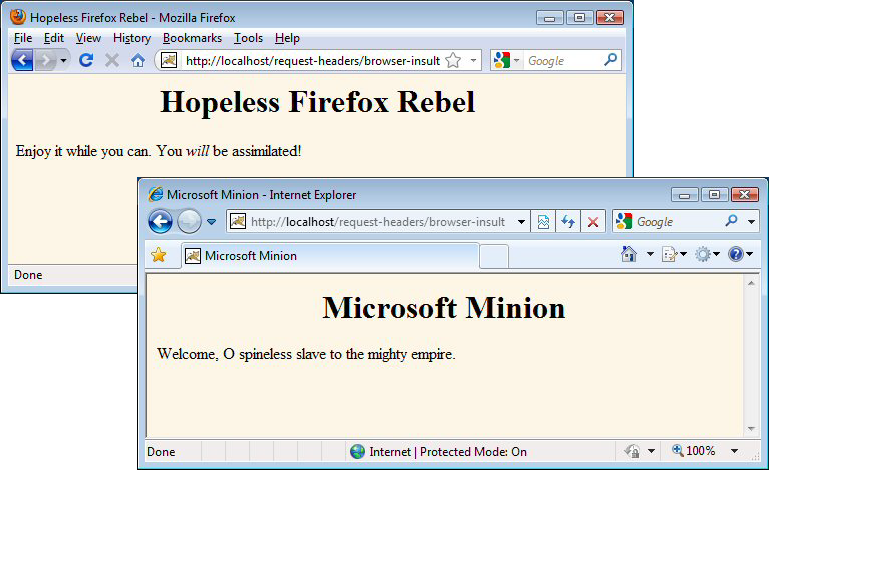 Hopeless Firefox Rebel - Mozilla Firefox
File Edit View History Bookmarks Tools Help
http://localhost/request-headers/browser-insult Google
Hopeless Firefox Rebel
Enjoy it while you can. You will be assimilated!
Done
Microsoft Minion - Internet Explorer
http://localhost/request-headers/browser-insult Google
Microsoft Minion
Microsoft Minion
Welcome, O spineless slave to the mighty empire.
Done Internet | Protected Mode: On 100%